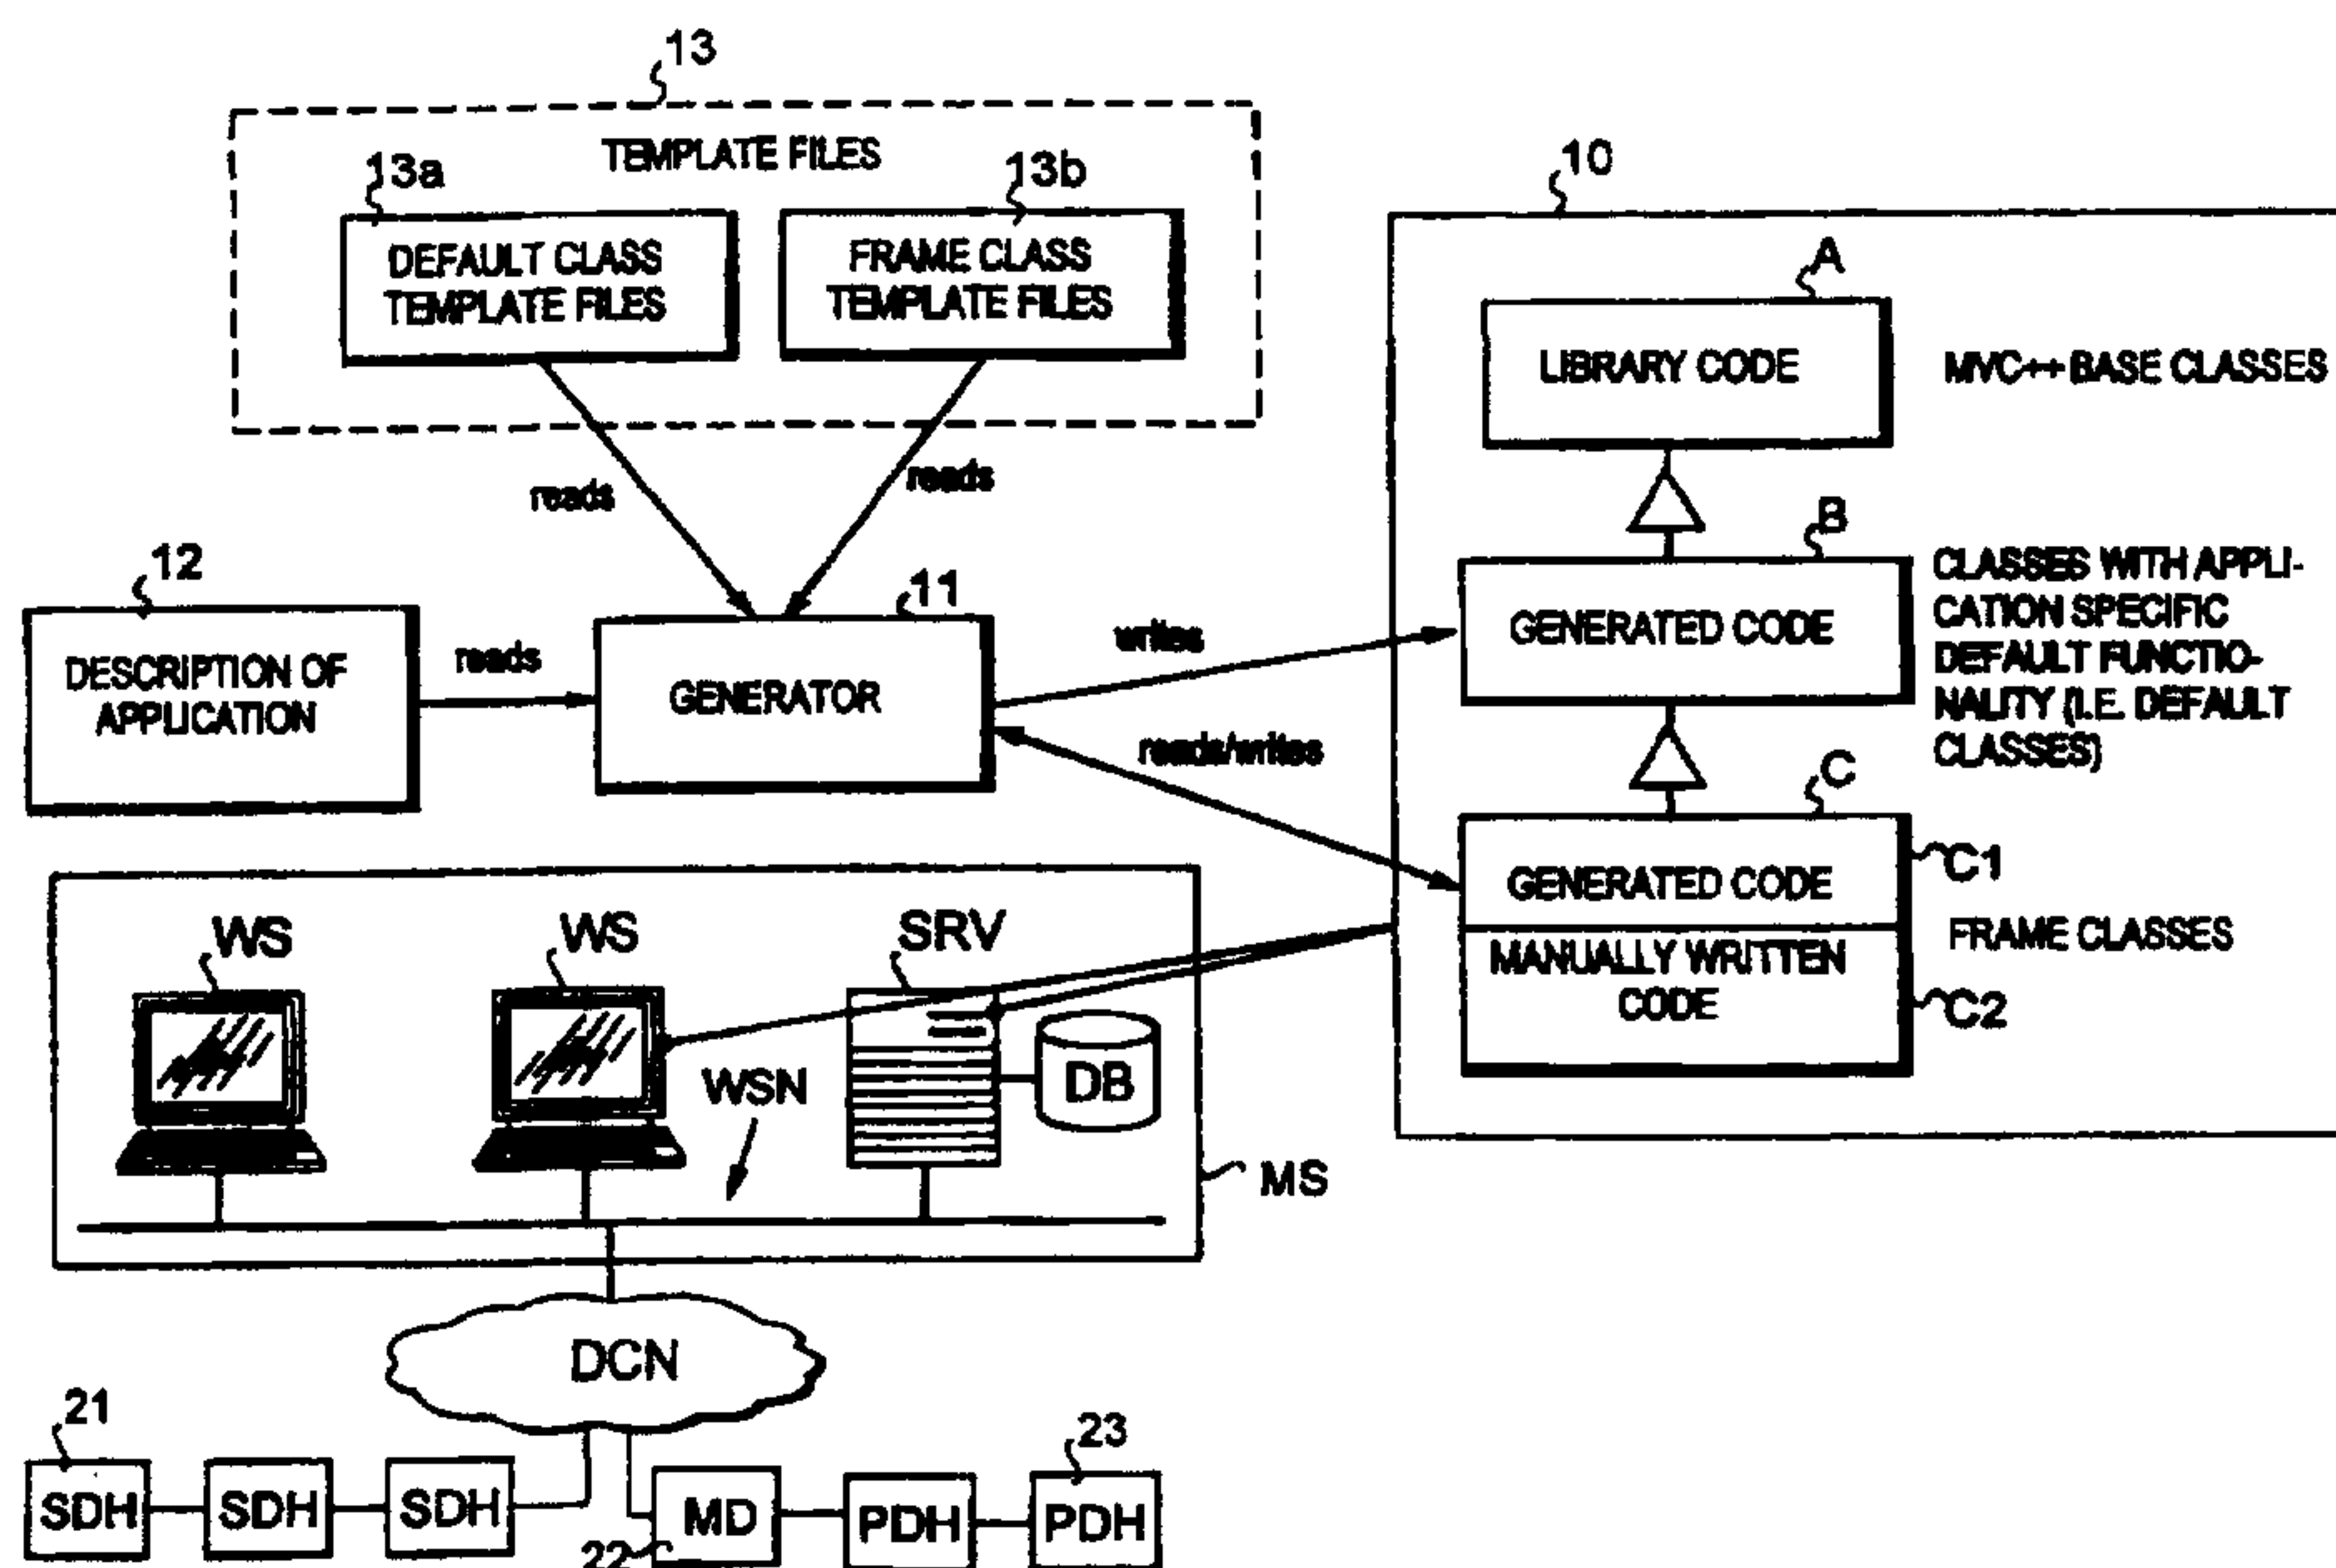 13
TEMPLATE FILES
13a
13b
DEFAULT CLASS
TEMPLATE FILES
FRAME CLASS
TEMPLATE FILES
reads
reads
12
DESCRIPTION OF
APPLICATION
reads
11
GENERATOR
writes
reads/writes
10
A
LIBRARY CODE
MVC++ BASE CLASSES
B
GENERATED CODE
CLASSES WITH APPLI-
CATION SPECIFIC
DEFAULT FUNCTIO-
NALITY (I.E. DEFAULT
CLASSES)
C
GENERATED CODE
C1
FRAME CLASSES
MANUALLY WRITTEN
CODE
C2
WS
WS
SRV
WSN
DB
MS
DCN
21
SDH
SDH
SDH
22
MD
PDH
23
PDH